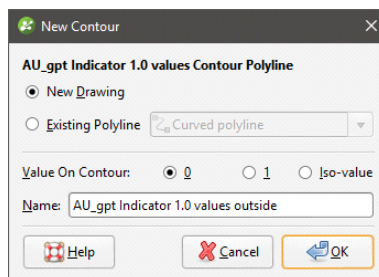 New Contour
AU_gpt Indicator 1.0 values Contour Polyline
New Drawing
Existing Polyline Curved polyline
Value On Contour: 0 1 Iso-value
Name: AU_gpt Indicator 1.0 values outside
Help Cancel OK